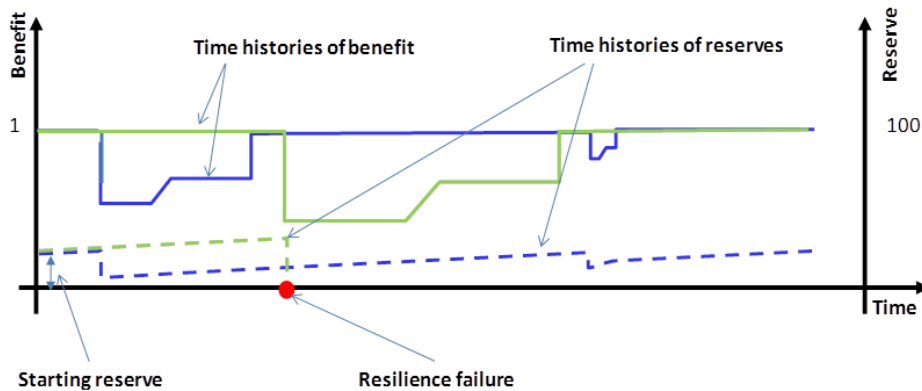 Benefit
Reserve
Time histories of benefit
Time histories of reserves
1
100
Time
Starting reserve
Resilience failure